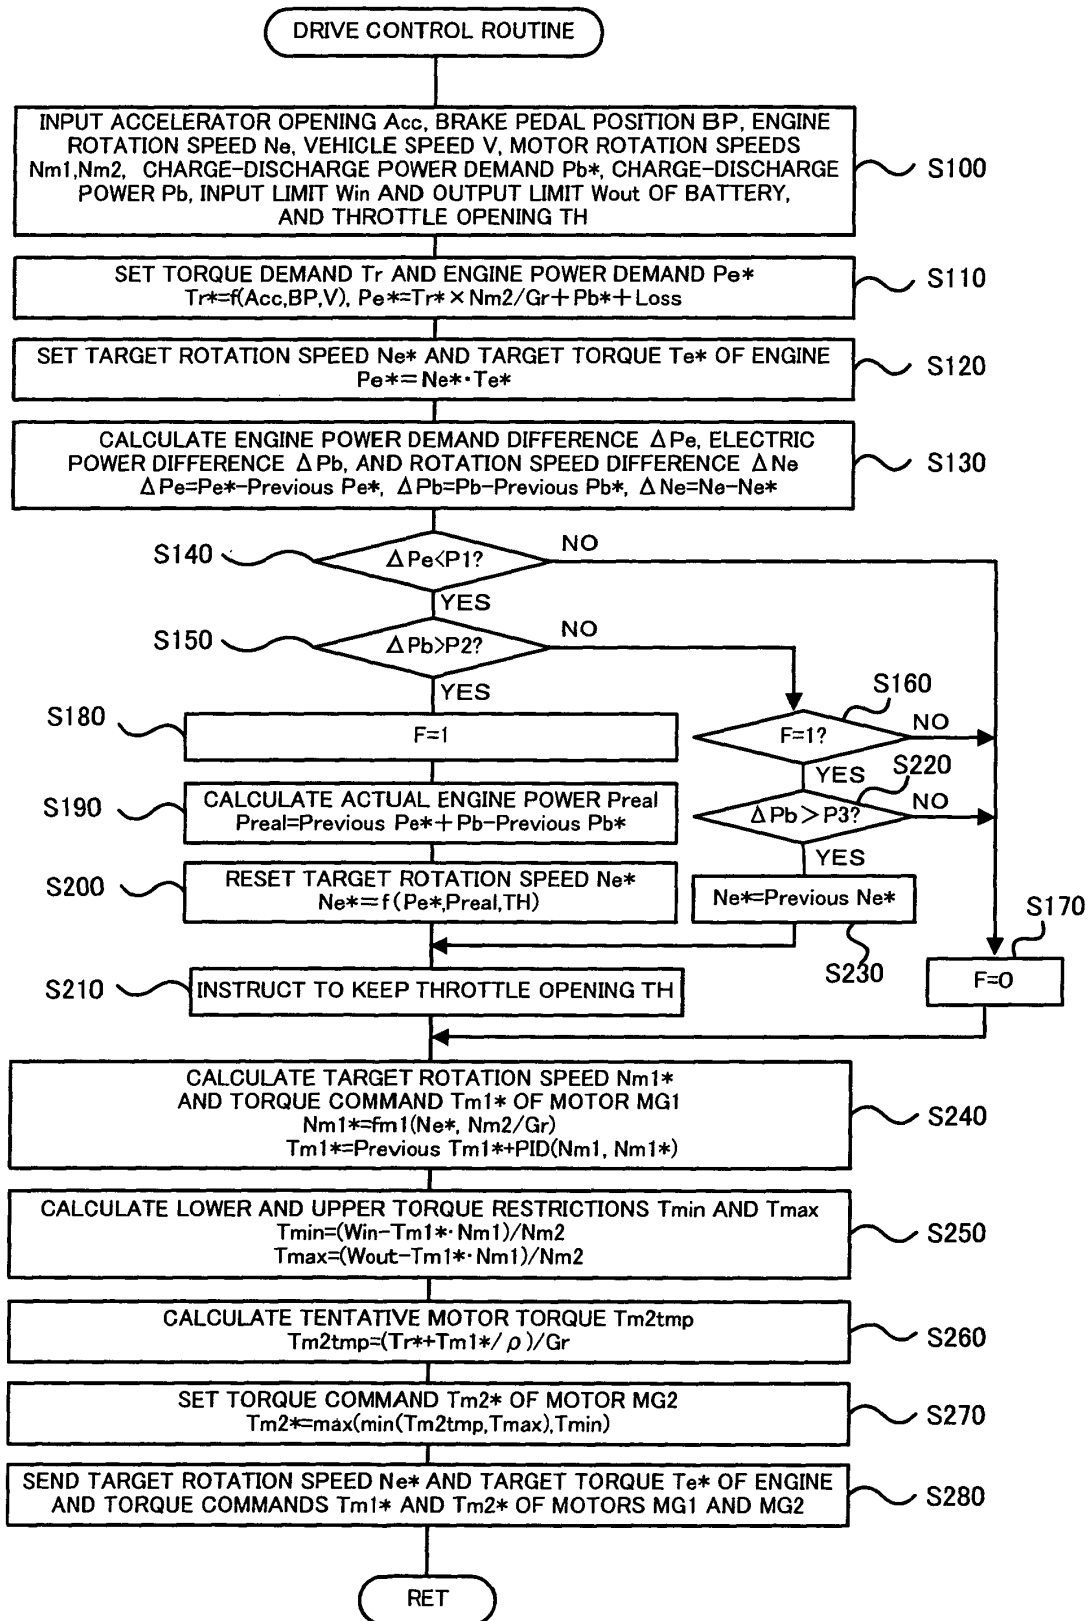 DRIVE CONTROL ROUTINE
INPUT ACCELERATOR OPENING Acc, BRAKE PEDAL POSITION BP, ENGINE
ROTATION SPEED Ne, VEHICLE SPEED V, MOTOR ROTATION SPEEDS
Nm1,Nm2, CHARGE-DISCHARGE POWER DEMAND Pb*, CHARGE-DISCHARGE
POWER Pb, INPUT LIMIT Win AND OUTPUT LIMIT Wout OF BATTERY,
AND THROTTLE OPENING TH
S100
SET TORQUE DEMAND Tr AND ENGINE POWER DEMAND Pe*
Tr*=f(Acc,BP,V), Pe*=Tr*×Nm2/Gr+Pb*+Loss
S110
SET TARGET ROTATION SPEED Ne* AND TARGET TORQUE Te* OF ENGINE
Pe*=Ne*·Te*
S120
CALCULATE ENGINE POWER DEMAND DIFFERENCE ΔPe, ELECTRIC
POWER DIFFERENCE ΔPb, AND ROTATION SPEED DIFFERENCE ΔNe
ΔPe=Pe*-Previous Pe*, ΔPb=Pb-Previous Pb*, ΔNe=Ne-Ne*
S130
S140
ΔPe<P1?
NO
YES
S150
ΔPb>P2?
NO
YES
S160
F=1?
NO
YES
S180
F=1
S220
ΔPb>P3?
NO
YES
S190
CALCULATE ACTUAL ENGINE POWER Preal
Preal=Previous Pe*+Pb-Previous Pb*
S200
RESET TARGET ROTATION SPEED Ne*
Ne*=f(Pe*,Preal,TH)
Ne*=Previous Ne*
S230
S170
F=0
S210
INSTRUCT TO KEEP THROTTLE OPENING TH
CALCULATE TARGET ROTATION SPEED Nm1*
AND TORQUE COMMAND Tm1* OF MOTOR MG1
Nm1*=fm1(Ne*, Nm2/Gr)
Tm1*=Previous Tm1*+PID(Nm1, Nm1*)
S240
CALCULATE LOWER AND UPPER TORQUE RESTRICTIONS Tmin AND Tmax
Tmin=(Win-Tm1*·Nm1)/Nm2
Tmax=(Wout-Tm1*·Nm1)/Nm2
S250
CALCULATE TENTATIVE MOTOR TORQUE Tm2tmp
Tm2tmp=(Tr*+Tm1*/ρ)/Gr
S260
SET TORQUE COMMAND Tm2* OF MOTOR MG2
Tm2*=max(min(Tm2tmp,Tmax),Tmin)
S270
SEND TARGET ROTATION SPEED Ne* AND TARGET TORQUE Te* OF ENGINE
AND TORQUE COMMANDS Tm1* AND Tm2* OF MOTORS MG1 AND MG2
S280
RET